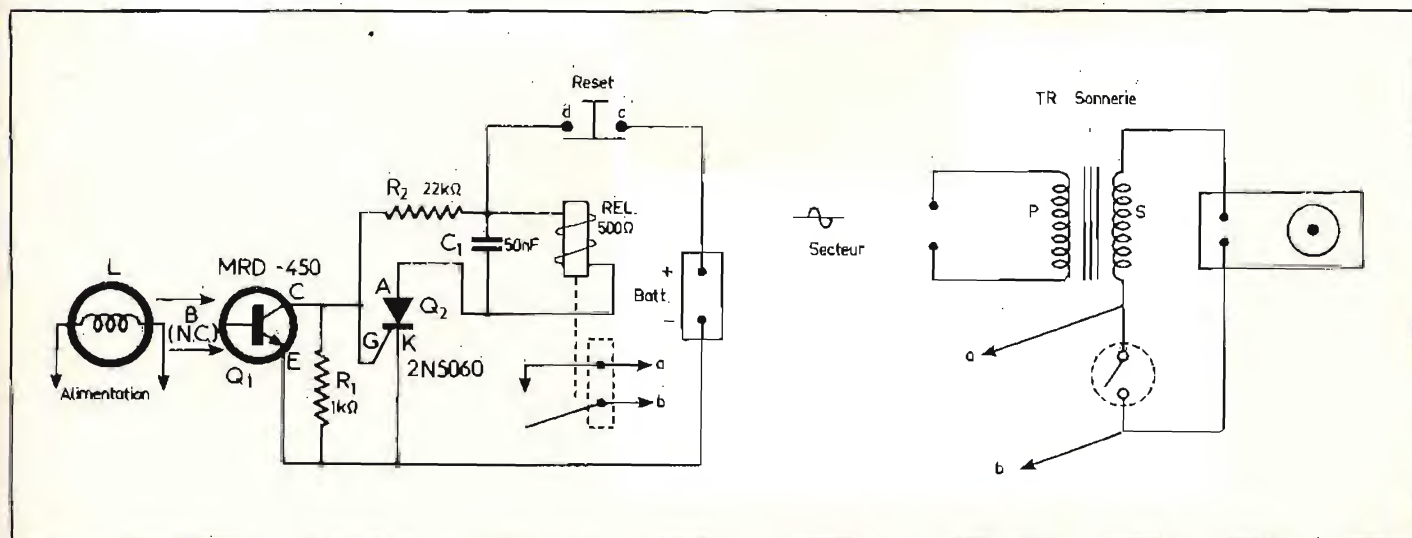 Reset
d
c
TR Sonnerie
R2 22kΩ
REL.
500Ω
C1 50nF
P
S
Secteur
L
MRD -450
C
A
Q2
+
Batt.
-
B
(N.C.)
G
K
E
2N5060
a
Q1
R1
1kΩ
Alimentation
b
a
b